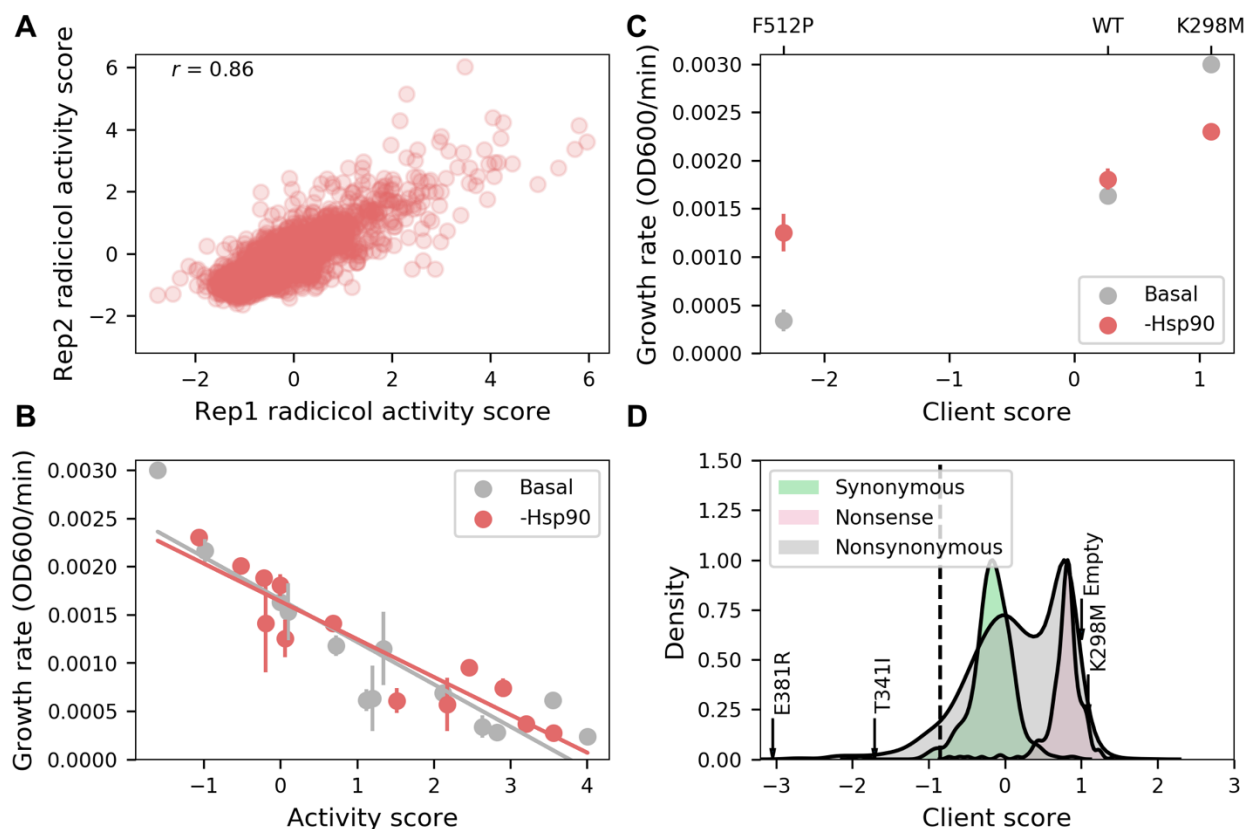 A
r = 0.86
Rep2 radicicol activity score
6
4
2
0
−2
−2 0 2 4 6
Rep1 radicicol activity score
B
Growth rate (OD600/min)
0.0030
0.0025
0.0020
0.0015
0.0010
0.0005
0.0000
Basal
-Hsp90
−1 0 1 2 3 4
Activity score
C
F512P WT K298M
Growth rate (OD600/min)
0.0030
0.0025
0.0020
0.0015
0.0010
0.0005
0.0000
Basal
-Hsp90
−2 0 1
Client score
D
Density
1.50
1.25
1.00
0.75
0.50
0.25
0.00
Synonymous
Nonsense
Nonsynonymous
E381R
T341I
K298M
Empty
−3 −2 −1 0 1 2 3
Client score